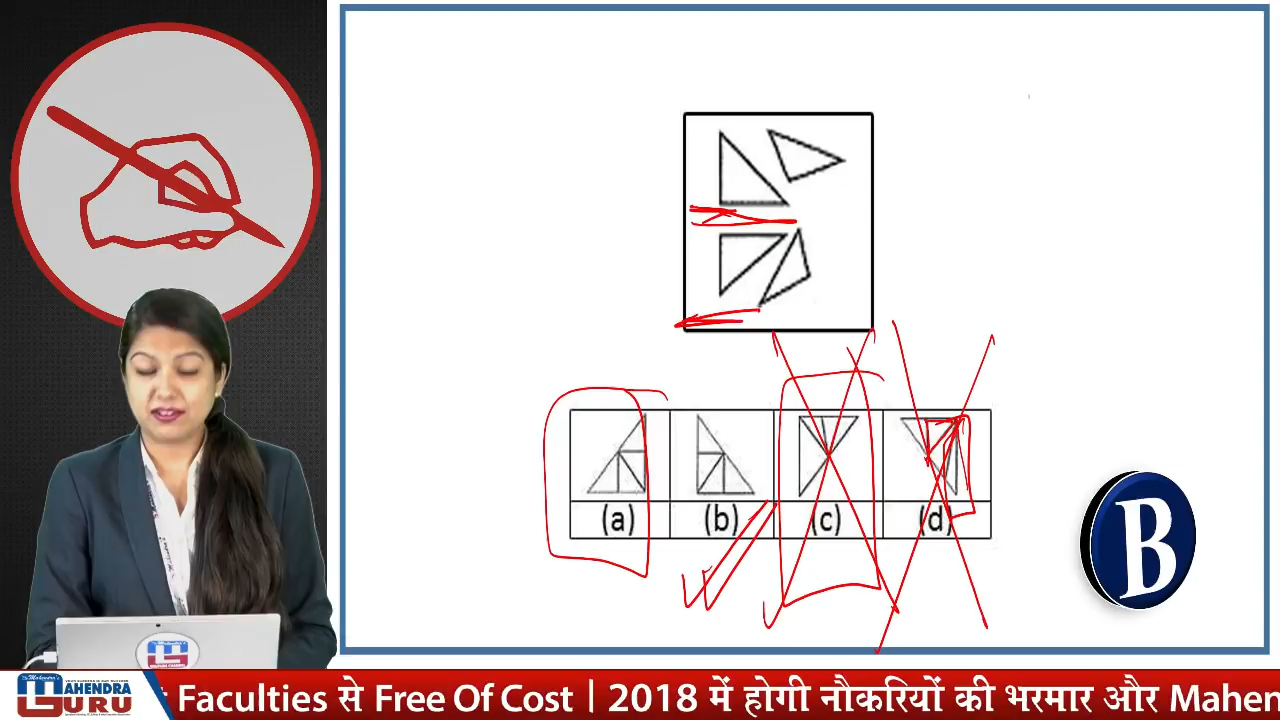 (a) (b) (c) (d)
B
MAHENDRA
GURU
Faculties से Free Of Cost | 2018 में होगी नौकरियों की भरमार और Mahen